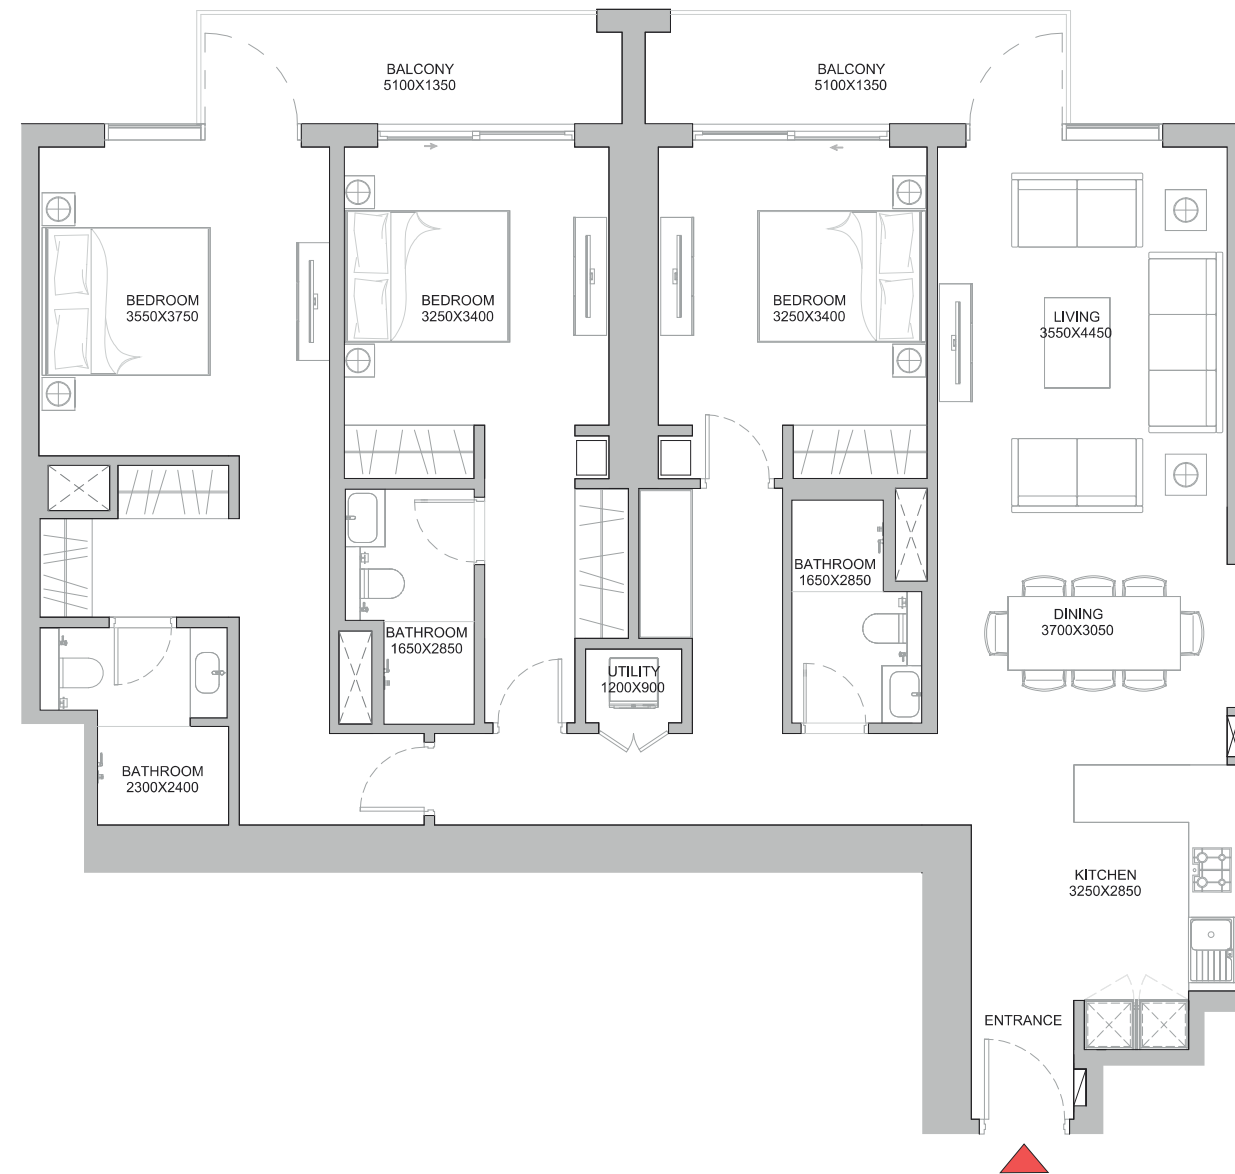 BALCONY
5100X1350
BALCONY
5100X1350
BEDROOM
3550X3750
BEDROOM
3250X3400
BEDROOM
3250X3400
LIVING
3550X4450
BATHROOM
1650X2850
BATHROOM
1650X2850
DINING
3700X3050
UTILITY
1200X900
BATHROOM
2300X2400
KITCHEN
3250X2850
ENTRANCE